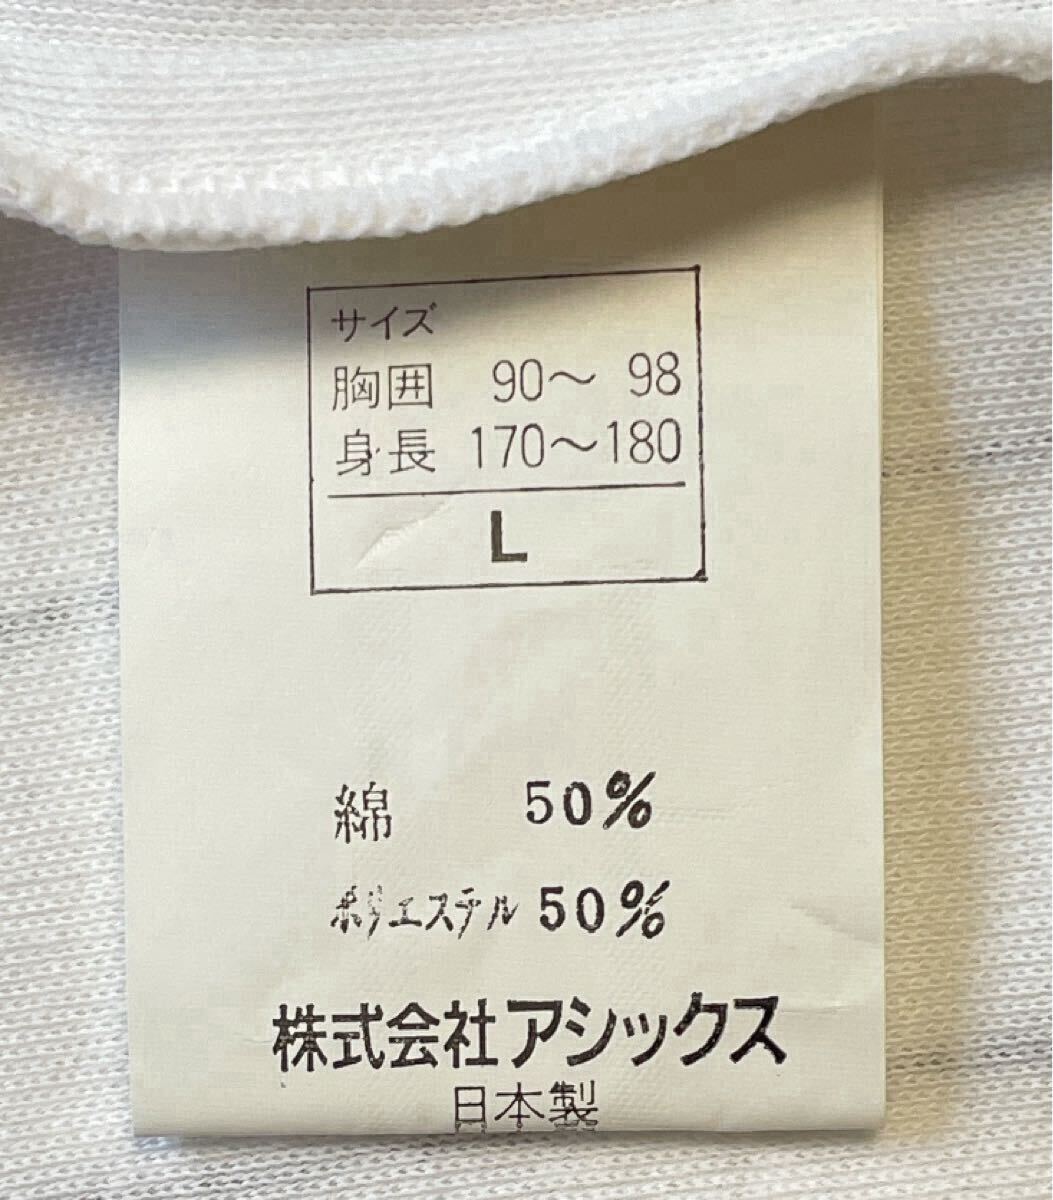 サイズ
胸囲 90～ 98
身長 170～180
L
綿 50%
ポリエステル 50%
株式会社アシックス
日本製